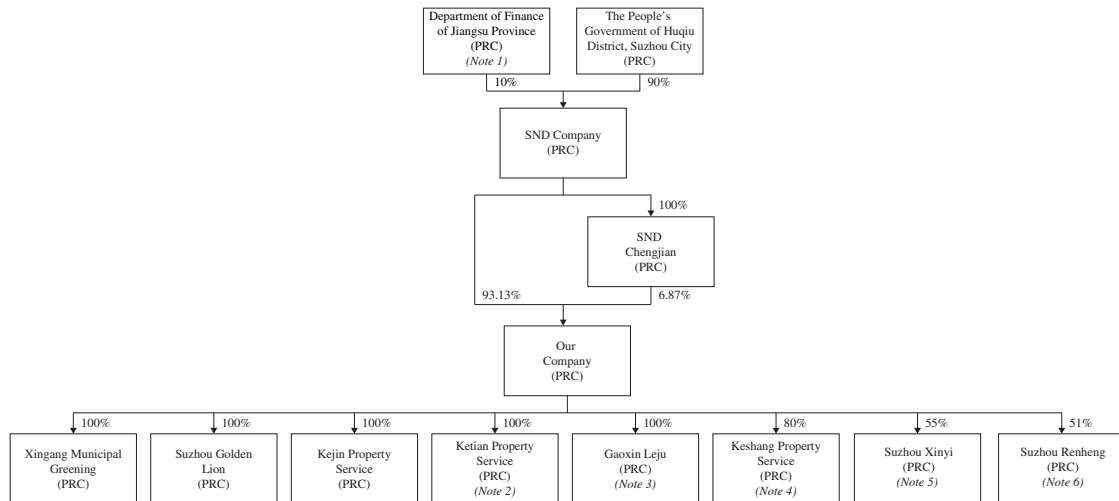 Department of Finance
of Jiangsu Province
(PRC)
(Note 1)
The People's
Government of Huqiu
District, Suzhou City
(PRC)
10%
90%
SND Company
(PRC)
100%
SND
Chengjian
(PRC)
93.13%
6.87%
Our
Company
(PRC)
100%
100%
100%
100%
100%
80%
55%
51%
Xingang Municipal
Greening
(PRC)
Suzhou Golden
Lion
(PRC)
Kejin Property
Service
(PRC)
Ketian Property
Service
(PRC)
(Note 2)
Gaoxin Leju
(PRC)
(Note 3)
Keshang Property
Service
(PRC)
(Note 4)
Suzhou Xinyi
(PRC)
(Note 5)
Suzhou Renheng
(PRC)
(Note 6)